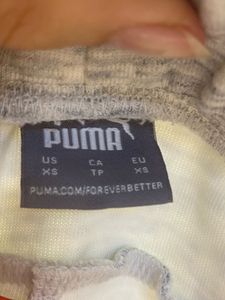 PUMA
US CA EU
XS TP XS
PUMA.COM/FOREVERBETTER